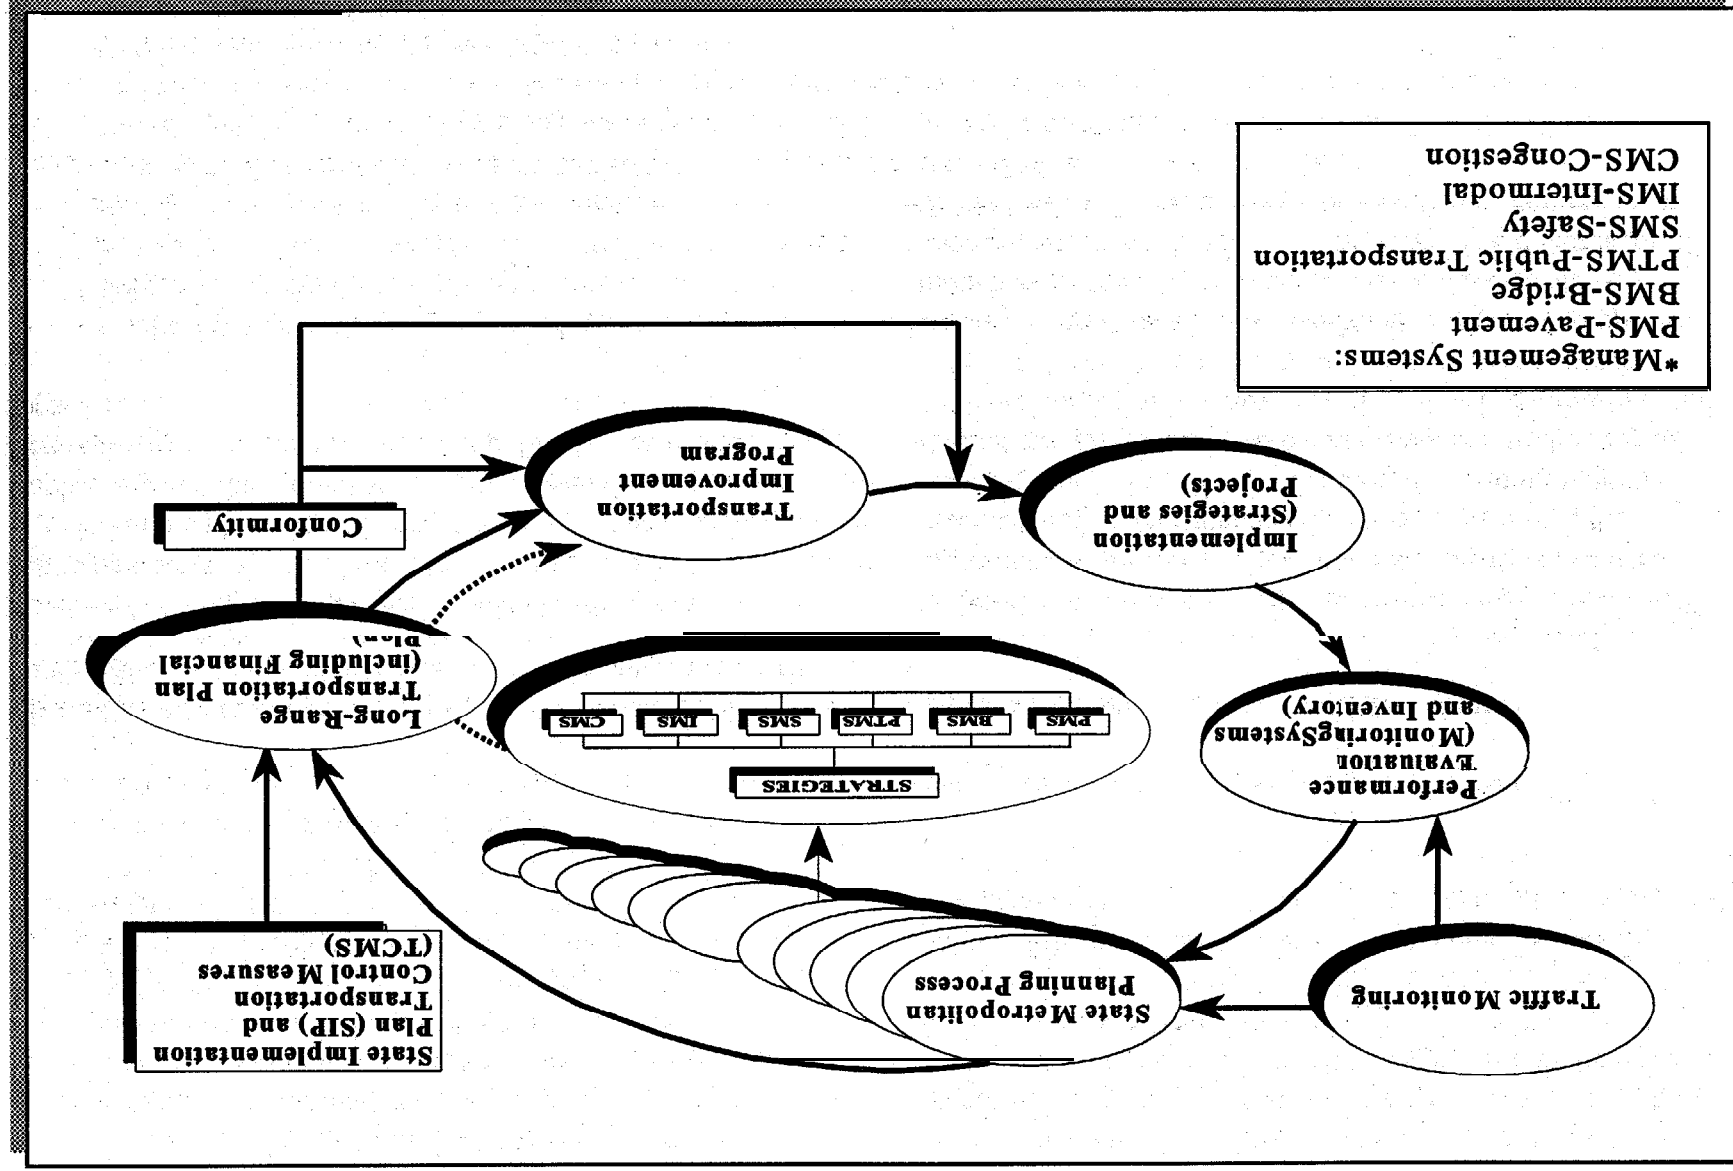 Traffic Monitoring
State Metropolitan
Planning Process
State Implementation
Plan (SIP) and
Transportation
Control Measures
(TCMS)
Performance
Evaluation
(MonitoringSystems
and Inventory)
STRATEGIES
PMS
BMS
PTMS
SMS
IMS
CMS
Long-Range
Transportation Plan
(including Financial
Plan)
Implementation
(Strategies and
Projects)
Transportation
Improvement
Program
Conformity
*Management Systems:
PMS-Pavement
BMS-Bridge
PTMS-Public Transportation
SMS-Safety
IMS-Intermodal
CMS-Congestion